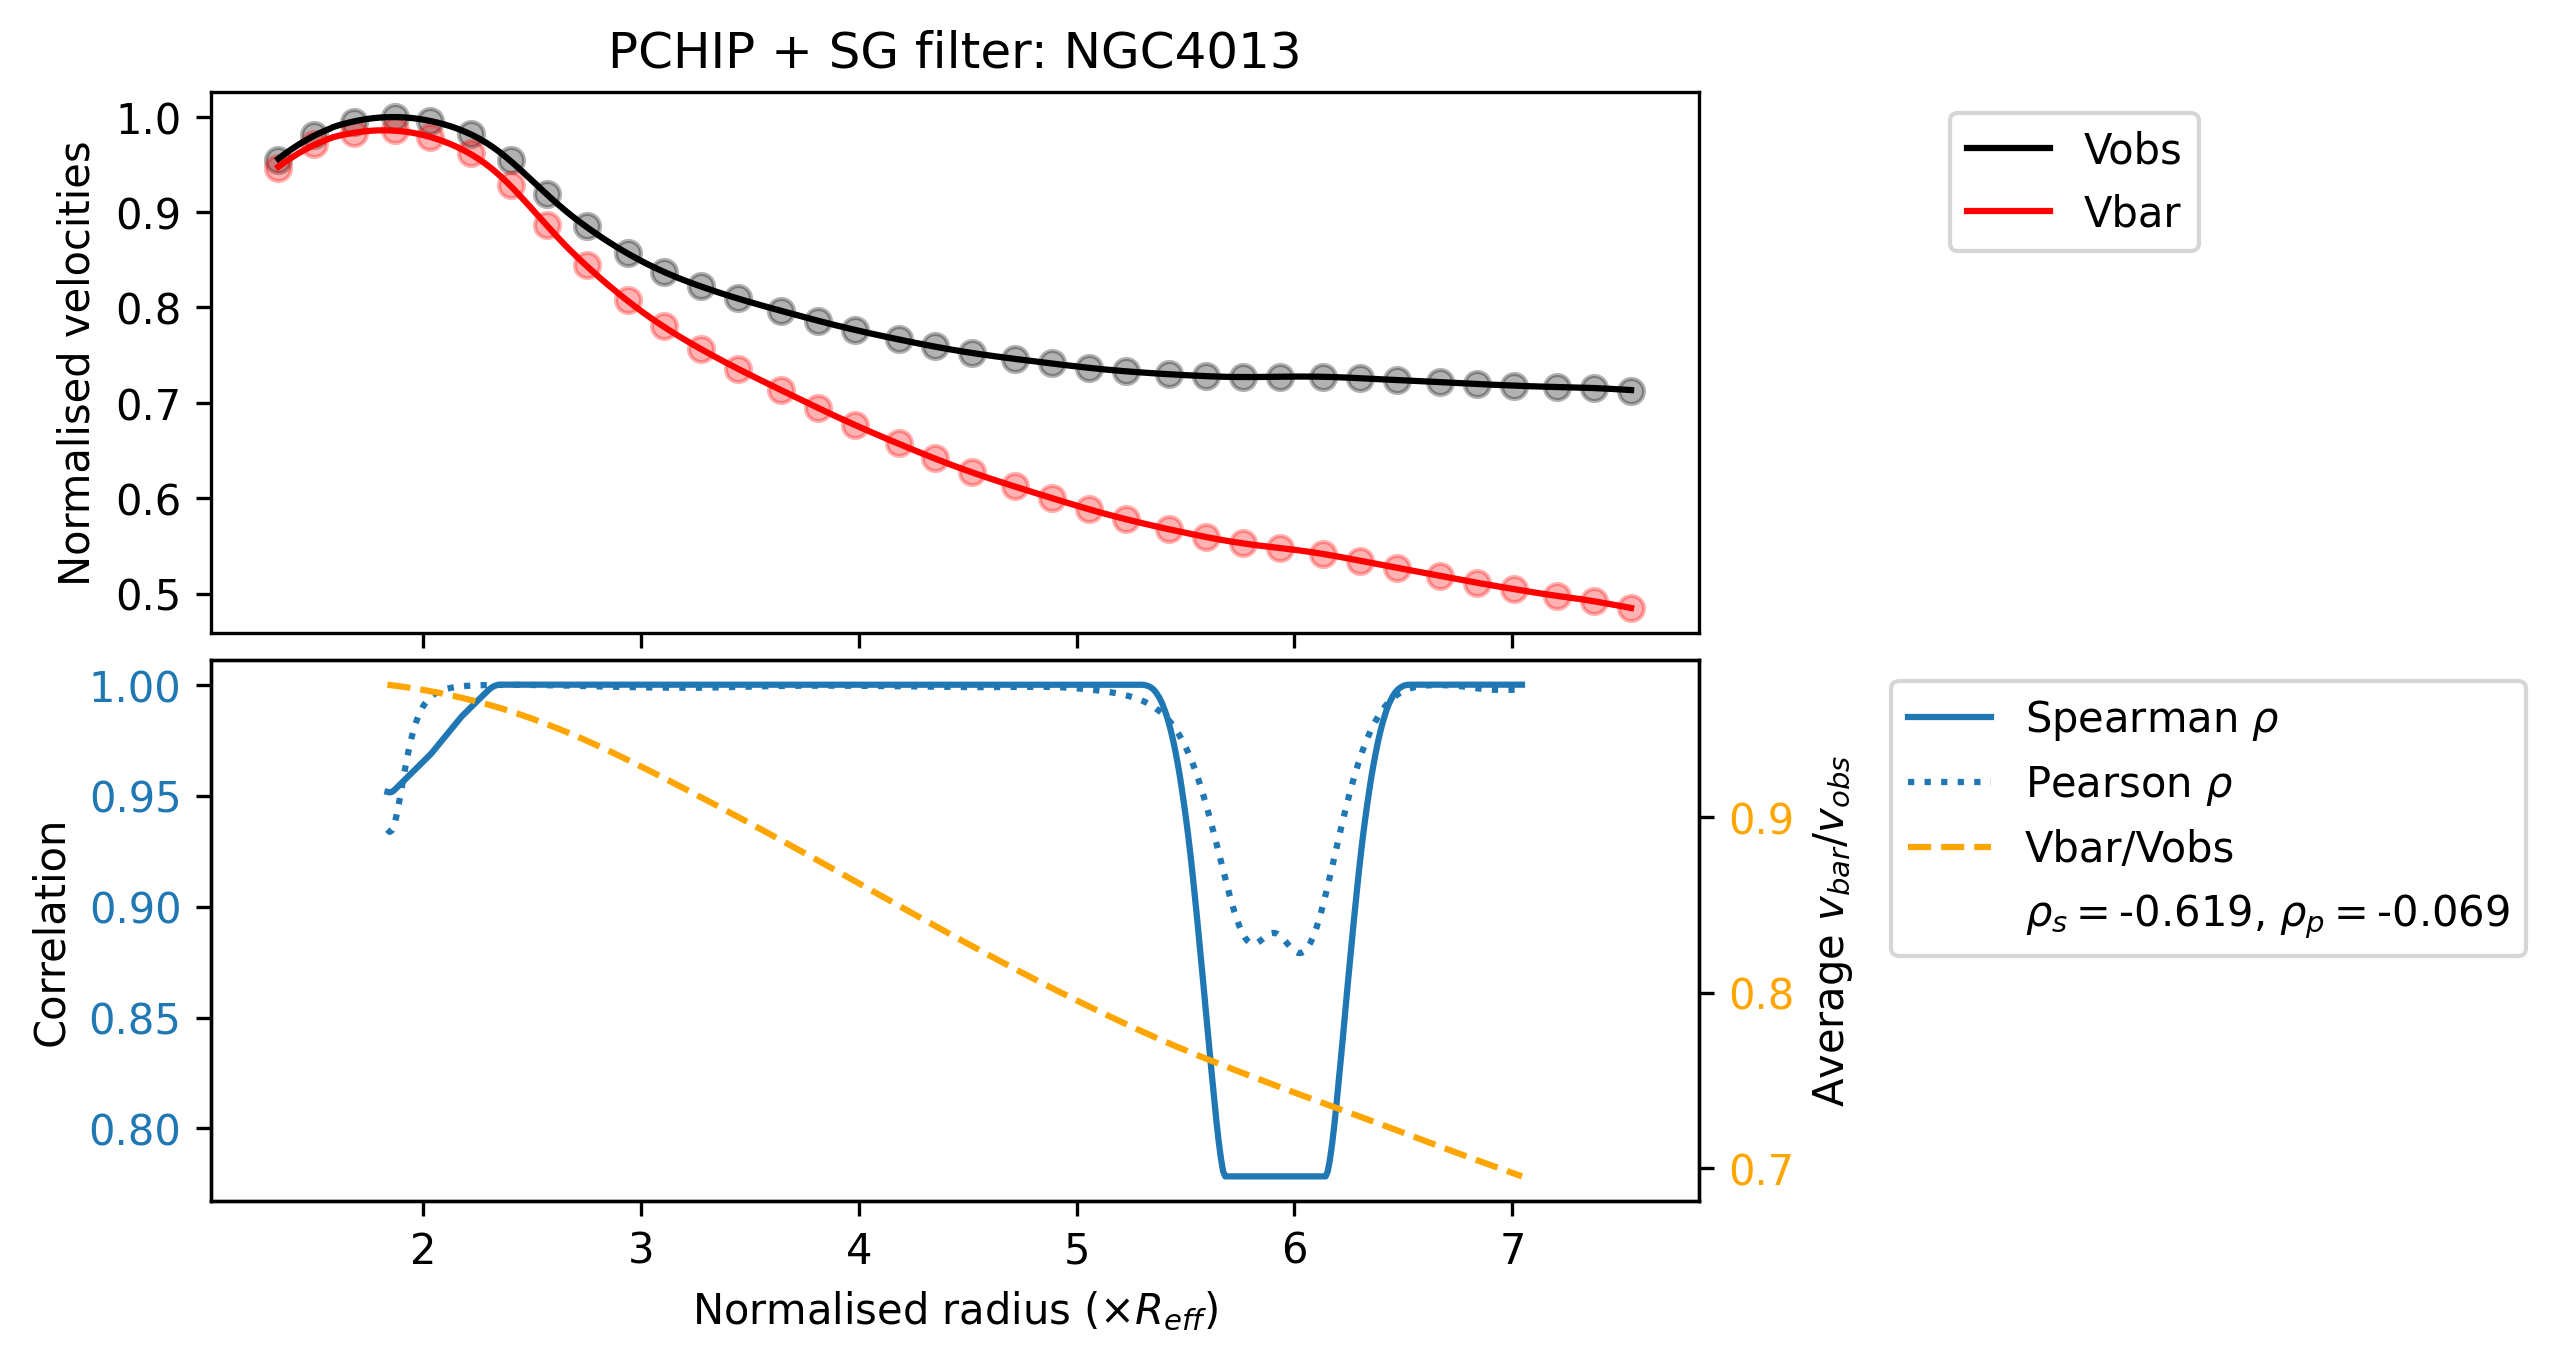 PCHIP + SG filter: NGC4013
Normalised velocities
1.0
0.9
0.8
0.7
0.6
0.5
Vobs
Vbar
Correlation
1.00
0.95
0.90
0.85
0.80
0.9
0.8
0.7
Average v_bar/v_obs
Spearman ρ
Pearson ρ
Vbar/Vobs
ρ_s = -0.619, ρ_p = -0.069
2 3 4 5 6 7
Normalised radius (×R_eff)